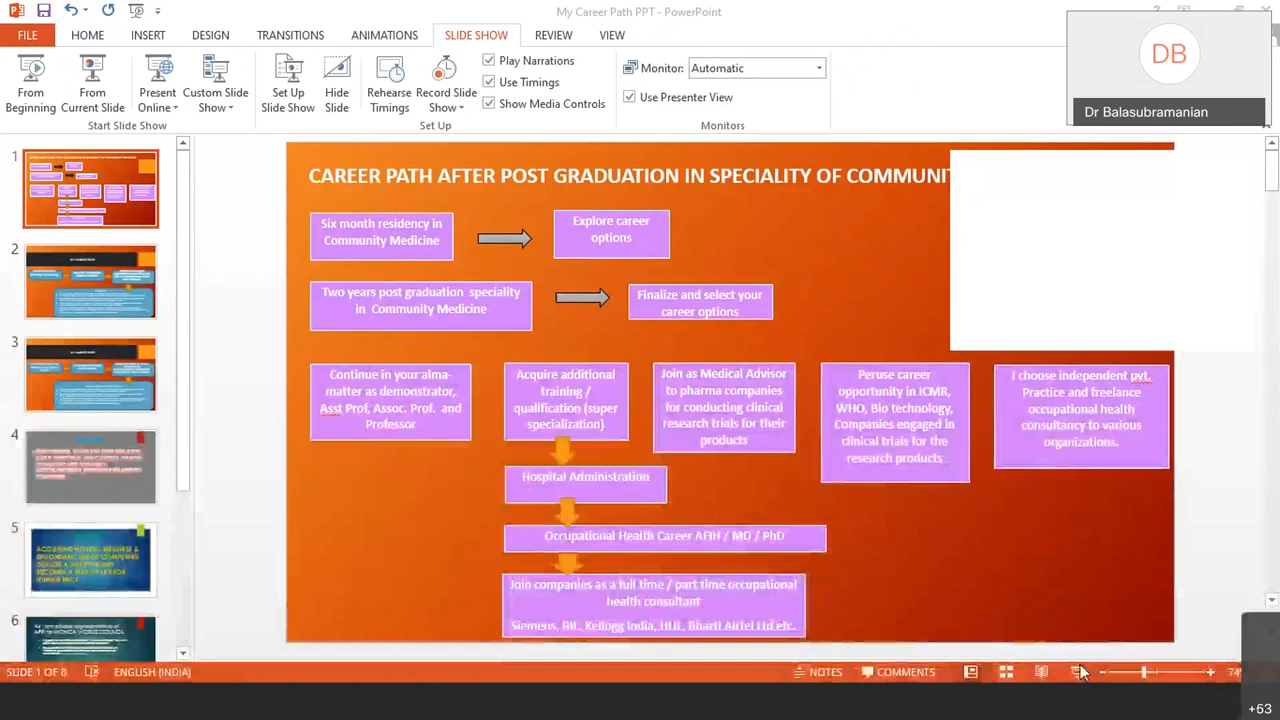 My Career Path PPT - PowerPoint
?
FILE
HOME
INSERT
DESIGN
TRANSITIONS
ANIMATIONS
SLIDE SHOW
REVIEW
VIEW
From Beginning
From Current Slide
Present Online
Custom Slide Show
Set Up Slide Show
Hide Slide
Rehearse Timings
Record Slide Show
Play Narrations
Use Timings
Show Media Controls
Monitor: Automatic
Use Presenter View
Start Slide Show
Set Up
Monitors
DB
Dr Balasubramanian
1
2
3
4
5
6
CAREER PATH AFTER POST GRADUATION IN SPECIALITY OF COMMUNIT
Six month residency in
Community Medicine
Explore career
options
Two years post graduation speciality
in Community Medicine
Finalize and select your
career options
Continue in your alma-
matter as demonstrator,
Asst Prof, Assoc. Prof. and
Professor
Acquire additional
training /
qualification (super
specialization)
Join as Medical Advisor
to pharma companies
for conducting clinical
research trials for their
products
Peruse career
opportunity in ICMR,
WHO, Bio technology,
Companies engaged in
clinical trials for the
research products
I choose independent pvt.
Practice and freelance
occupational health
consultancy to various
organizations.
Hospital Administration
Occupational Health Career AFIH / MD / PhD
Join companies as a full time / part time occupational
health consultant
Siemens, RIL, Kellogg India, HUL, Bharti Airtel Ltd etc.
SLIDE 1 OF 8
ENGLISH (INDIA)
NOTES
COMMENTS
74
+63